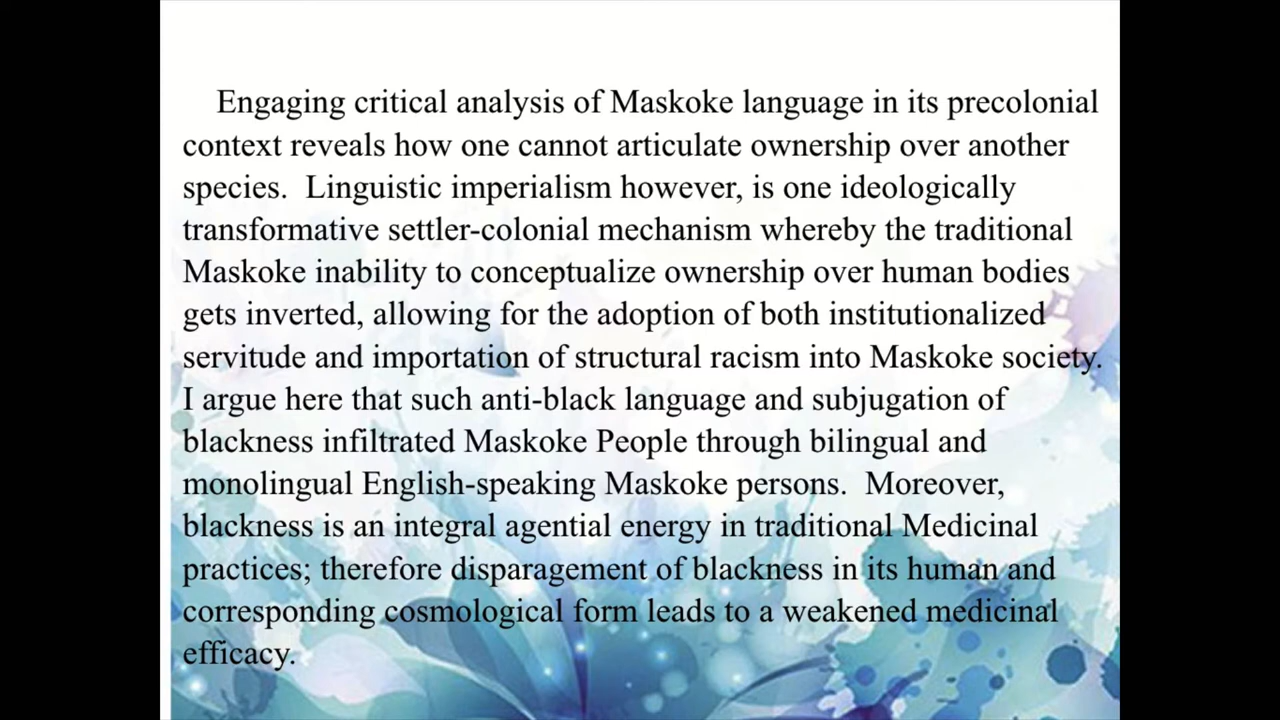 Engaging critical analysis of Maskoke language in its precolonial
context reveals how one cannot articulate ownership over another
species.  Linguistic imperialism however, is one ideologically
transformative settler-colonial mechanism whereby the traditional
Maskoke inability to conceptualize ownership over human bodies
gets inverted, allowing for the adoption of both institutionalized
servitude and importation of structural racism into Maskoke society.
I argue here that such anti-black language and subjugation of
blackness infiltrated Maskoke People through bilingual and
monolingual English-speaking Maskoke persons.  Moreover,
blackness is an integral agential energy in traditional Medicinal
practices; therefore disparagement of blackness in its human and
corresponding cosmological form leads to a weakened medicinal
efficacy.